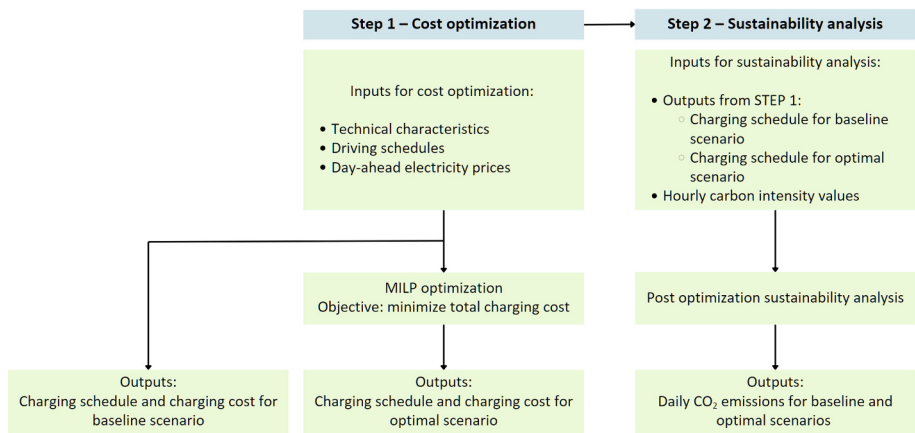 Step 1 – Cost optimization
Step 2 – Sustainability analysis
Inputs for cost optimization:
• Technical characteristics
• Driving schedules
• Day-ahead electricity prices
Inputs for sustainability analysis:
• Outputs from STEP 1:
○ Charging schedule for baseline
scenario
○ Charging schedule for optimal
scenario
• Hourly carbon intensity values
MILP optimization
Objective: minimize total charging cost
Post optimization sustainability analysis
Outputs:
Charging schedule and charging cost for
baseline scenario
Outputs:
Charging schedule and charging cost for
optimal scenario
Outputs:
Daily CO₂ emissions for baseline and
optimal scenarios